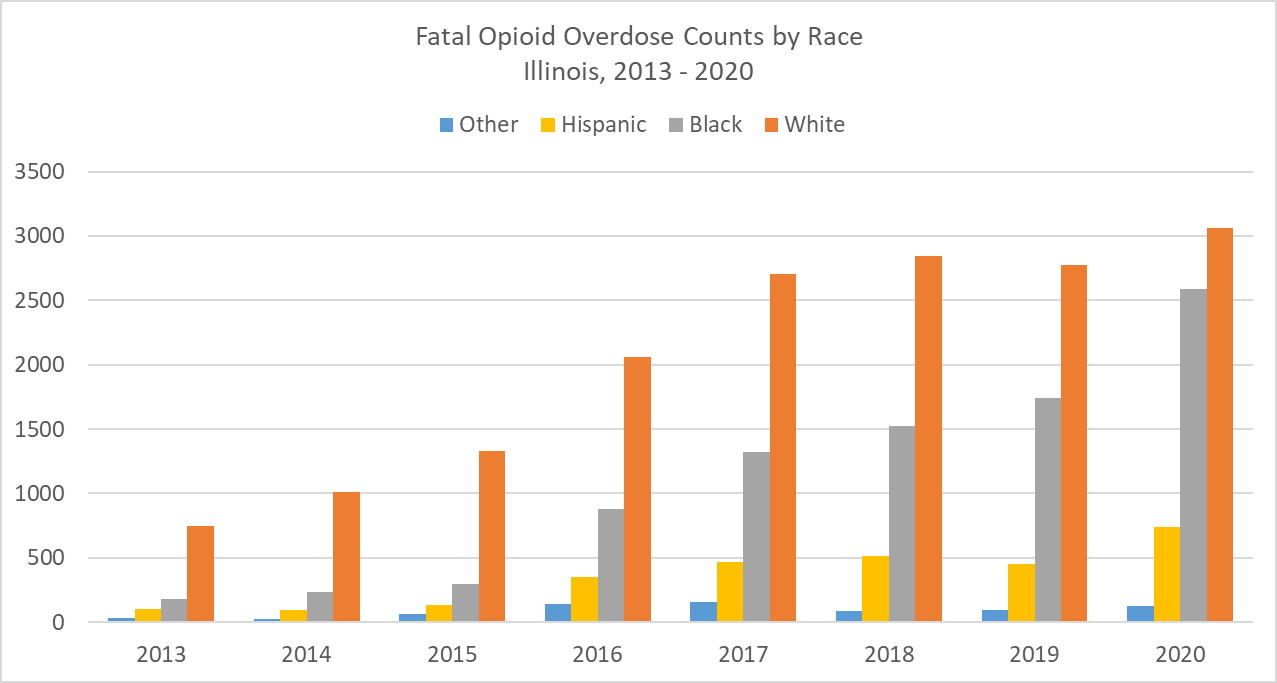 Fatal Opioid Overdose Counts by Race
Illinois, 2013 - 2020
Other Hispanic Black White
3500
3000
2500
2000
1500
1000
500
0
2013 2014 2015 2016 2017 2018 2019 2020